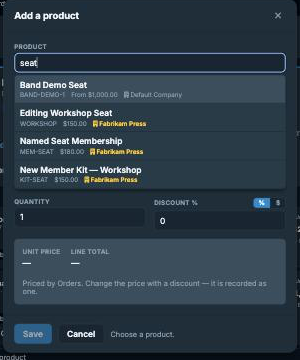 Add a product ×
PRODUCT
seat
Band Demo Seat
BAND-DEMO-1 From $1,000.00 Default Company
Editing Workshop Seat
WORKSHOP $150.00 Fabrikam Press
Named Seat Membership
MEM-SEAT $180.00 Fabrikam Press
New Member Kit — Workshop
KIT-SEAT $150.00 Fabrikam Press
QUANTITY DISCOUNT % % $
1 0
UNIT PRICE LINE TOTAL
— —
Priced by Orders. Change the price with a discount — it is recorded as
one.
Save Cancel Choose a product.
product